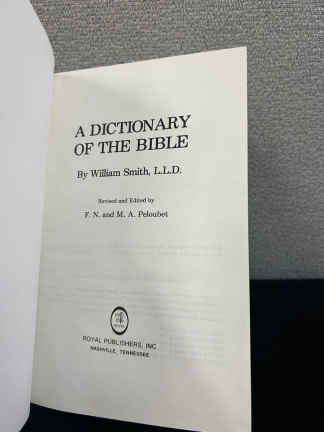 A DICTIONARY
OF THE BIBLE
By William Smith, L.L.D.
Revised and Edited by
F. N. and M. A. Peloubet
ROYAL PUBLISHERS, INC
NASHVILLE, TENNESSEE